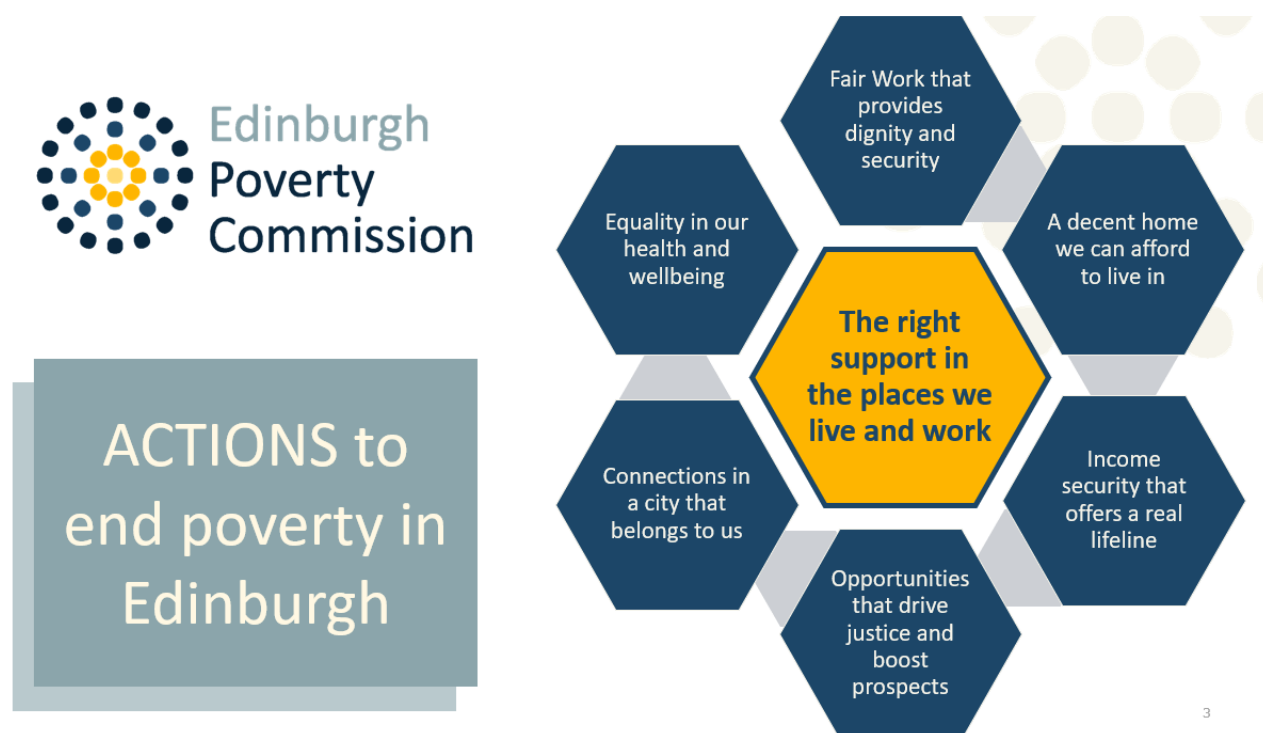 Edinburgh
Poverty
Commission
ACTIONS to
end poverty in
Edinburgh
Fair Work that
provides
dignity and
security
A decent home
we can afford
to live in
Income
security that
offers a real
lifeline
Opportunities
that drive
justice and
boost
prospects
Connections in
a city that
belongs to us
Equality in our
health and
wellbeing
The right
support in
the places we
live and work
3